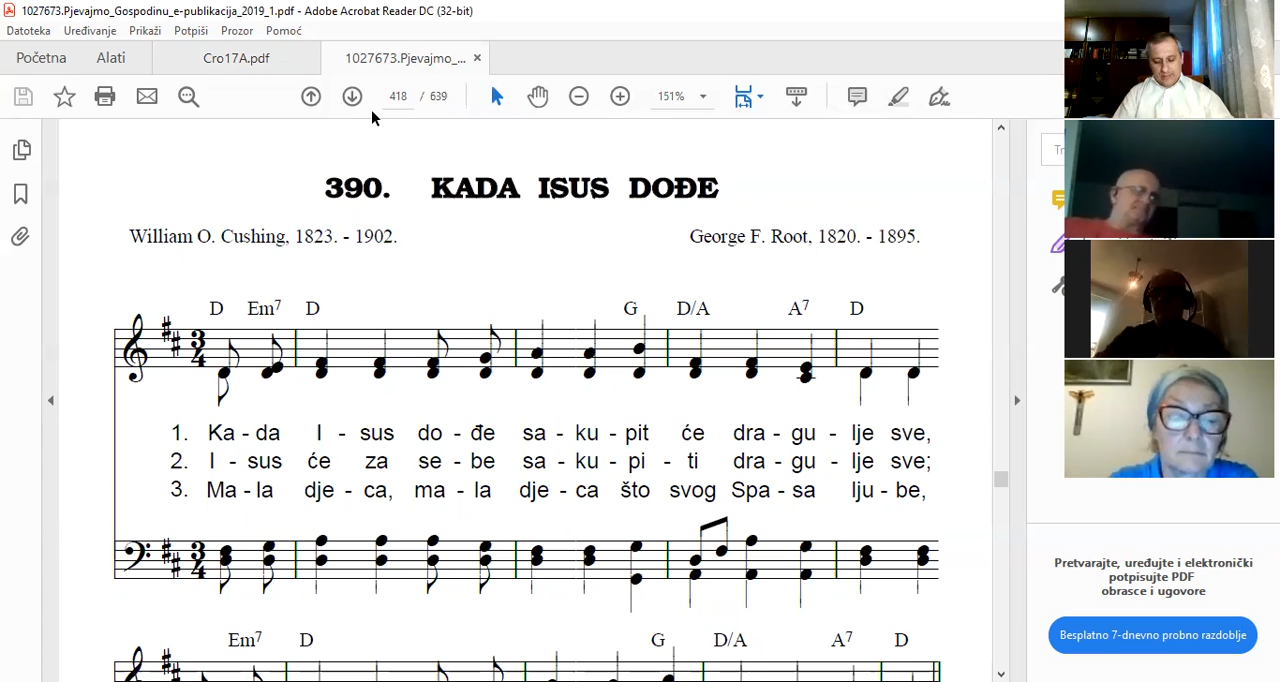 1027673.Pjevajmo_Gospodinu_e-publikacija_2019_1.pdf - Adobe Acrobat Reader DC (32-bit)
Datoteka Uređivanje Prikaži Potpiši Prozor Pomoć
Početna Alati Cro17A.pdf 1027673.Pjevajmo_... ×
418 / 639 151%
390. KADA ISUS DOĐE
William O. Cushing, 1823. - 1902. George F. Root, 1820. - 1895.
D Em7 D G D/A A7 D
1. Ka - da I - sus do - đe sa - ku - pit će dra - gu - lje sve,
2. I - sus će za se - be sa - ku - pi - ti dra - gu - lje sve;
3. Ma - la dje - ca, ma - la dje - ca što svog Spa - sa lju - be,
Em7 D G D/A A7 D
Pretvarajte, uređujte i elektronički
potpisujte PDF
obrasce i ugovore
Besplatno 7-dnevno probno razdoblje